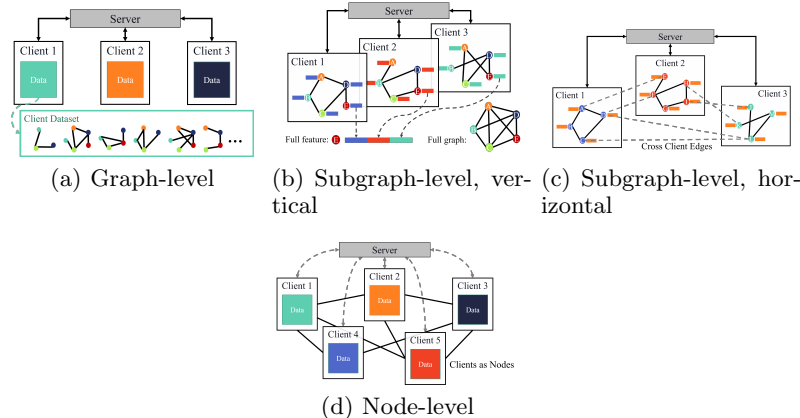 Server
Client 1
Client 2
Client 3
Data
Data
Data
Client Dataset
(a) Graph-level
Server
Client 1
Client 2
Client 3
Full feature:
Full graph:
(b) Subgraph-level, ver-
tical
Server
Client 1
Client 2
Client 3
Cross Client Edges
(c) Subgraph-level, hor-
izontal
Server
Client 1
Client 2
Client 3
Data
Data
Data
Client 4
Client 5
Data
Data
Clients as Nodes
(d) Node-level